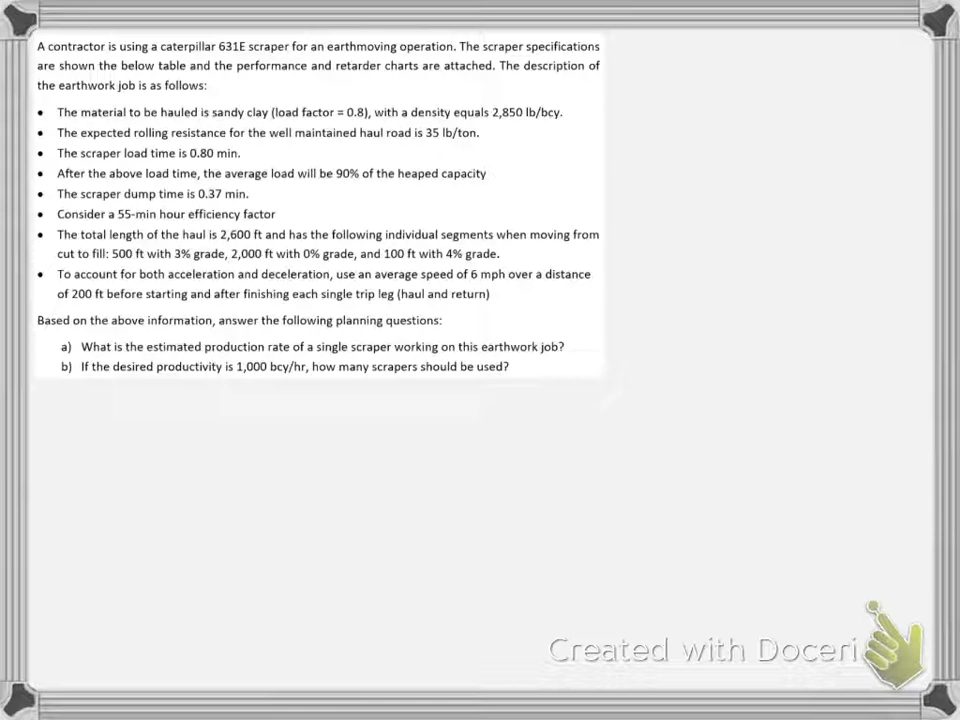 A contractor is using a caterpillar 631E scraper for an earthmoving operation. The scraper specifications
are shown the below table and the performance and retarder charts are attached. The description of
the earthwork job is as follows:
• The material to be hauled is sandy clay (load factor = 0.8), with a density equals 2,850 lb/bcy.
• The expected rolling resistance for the well maintained haul road is 35 lb/ton.
• The scraper load time is 0.80 min.
• After the above load time, the average load will be 90% of the heaped capacity
• The scraper dump time is 0.37 min.
• Consider a 55-min hour efficiency factor
• The total length of the haul is 2,600 ft and has the following individual segments when moving from
cut to fill: 500 ft with 3% grade, 2,000 ft with 0% grade, and 100 ft with 4% grade.
• To account for both acceleration and deceleration, use an average speed of 6 mph over a distance
of 200 ft before starting and after finishing each single trip leg (haul and return)
Based on the above information, answer the following planning questions:
a) What is the estimated production rate of a single scraper working on this earthwork job?
b) If the desired productivity is 1,000 bcy/hr, how many scrapers should be used?
Created with Doceri